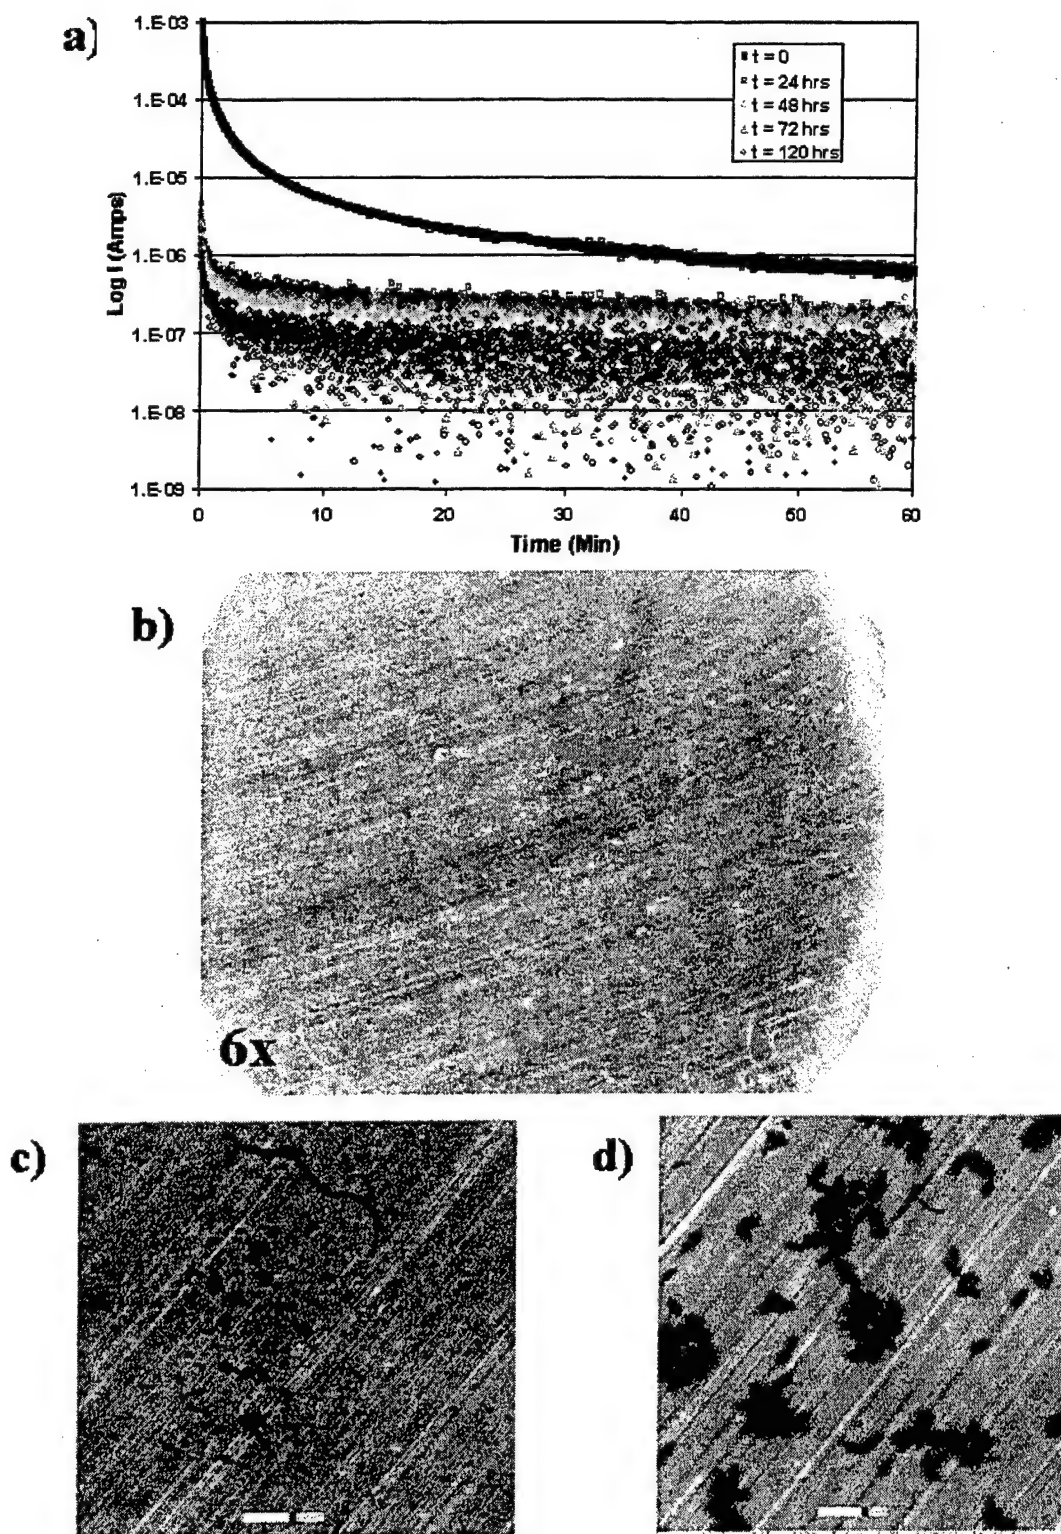 a)
1.E-03
1.E-04
1.E-05
1.E-06
1.E-07
1.E-08
1.E-09
Log I (Amps)
t = 0
t = 24 hrs
t = 48 hrs
t = 72 hrs
t = 120 hrs
0 10 20 30 40 50 60
Time (Min)
b)
6x
c)
d)